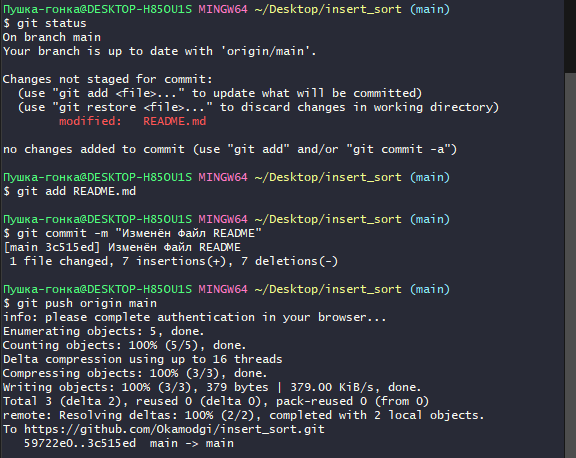 Пушка-гонка@DESKTOP-H85OU1S MINGW64 ~/Desktop/insert_sort (main)
$ git status
On branch main
Your branch is up to date with 'origin/main'.
Changes not staged for commit:
(use "git add <file>..." to update what will be committed)
(use "git restore <file>..." to discard changes in working directory)
modified:   README.md
no changes added to commit (use "git add" and/or "git commit -a")
Пушка-гонка@DESKTOP-H85OU1S MINGW64 ~/Desktop/insert_sort (main)
$ git add README.md
Пушка-гонка@DESKTOP-H85OU1S MINGW64 ~/Desktop/insert_sort (main)
$ git commit -m "Изменён файл README"
[main 3c515ed] Изменён файл README
1 file changed, 7 insertions(+), 7 deletions(-)
Пушка-гонка@DESKTOP-H85OU1S MINGW64 ~/Desktop/insert_sort (main)
$ git push origin main
info: please complete authentication in your browser...
Enumerating objects: 5, done.
Counting objects: 100% (5/5), done.
Delta compression using up to 16 threads
Compressing objects: 100% (3/3), done.
Writing objects: 100% (3/3), 379 bytes | 379.00 KiB/s, done.
Total 3 (delta 2), reused 0 (delta 0), pack-reused 0 (from 0)
remote: Resolving deltas: 100% (2/2), completed with 2 local objects.
To https://github.com/Okamodgi/insert_sort.git
59722e0..3c515ed  main -> main